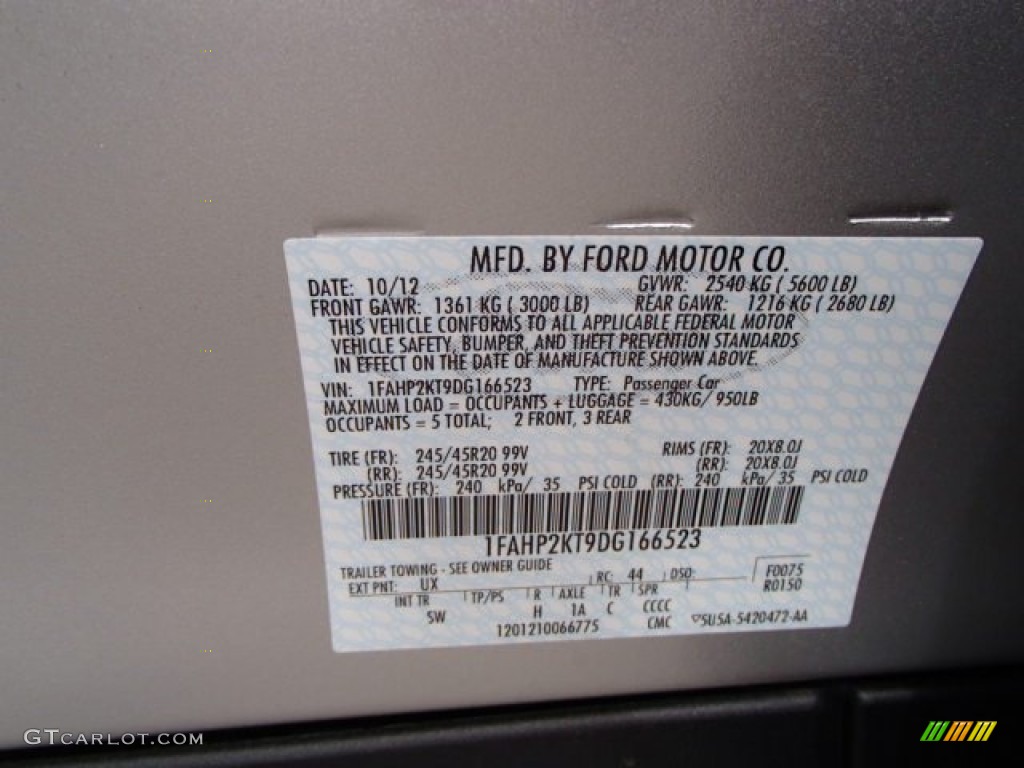 MFD. BY FORD MOTOR CO.
DATE: 10/12 GVWR: 2540 KG ( 5600 LB)
FRONT GAWR: 1361 KG ( 3000 LB) REAR GAWR: 1216 KG ( 2680 LB)
THIS VEHICLE CONFORMS TO ALL APPLICABLE FEDERAL MOTOR
VEHICLE SAFETY, BUMPER, AND THEFT PREVENTION STANDARDS
IN EFFECT ON THE DATE OF MANUFACTURE SHOWN ABOVE.
VIN: 1FAHP2KT9DG166523 TYPE: Passenger Car
MAXIMUM LOAD = OCCUPANTS + LUGGAGE = 430KG/ 950LB
OCCUPANTS = 5 TOTAL; 2 FRONT, 3 REAR
TIRE (FR): 245/45R20 99V RIMS (FR): 20X8.0J
(RR): 245/45R20 99V (RR): 20X8.0J
PRESSURE (FR): 240 kPa/ 35 PSI COLD (RR): 240 kPa/ 35 PSI COLD
1FAHP2KT9DG166523
TRAILER TOWING - SEE OWNER GUIDE
EXT PNT: UX RC: 44 DSO: F0075
R0150
INT TR TP/PS R AXLE TR SPR
SW H 1A C CCCC
1201210066775 CMC ▽5U5A-5420472-AA
GTCARLOT.COM